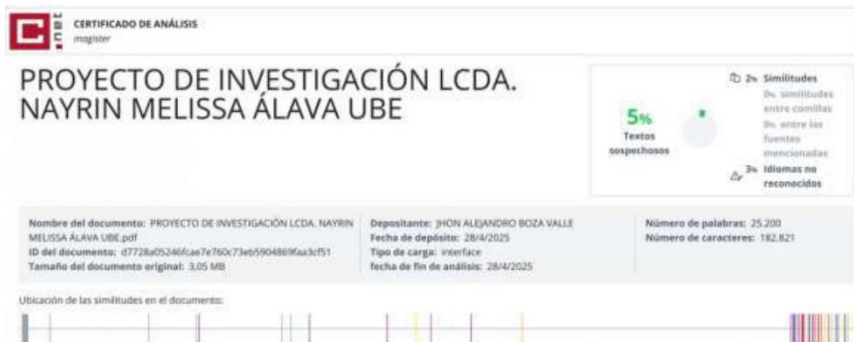 .net
CERTIFICADO DE ANÁLISIS
magister
PROYECTO DE INVESTIGACIÓN LCDA.
NAYRIN MELISSA ÁLAVA UBE
5%
Textos
sospechosos
2% Similitudes
0% similitudes
entre comillas
0% entre las
fuentes
mencionadas
3% Idiomas no
reconocidos
Nombre del documento: PROYECTO DE INVESTIGACIÓN LCDA. NAYRIN
MELISSA ÁLAVA UBE.pdf
ID del documento: d7728a05246fcae7e760c73eb5904869faa3cf51
Tamaño del documento original: 3,05 MB
Depositante: JHON ALEJANDRO BOZA VALLE
Fecha de depósito: 28/4/2025
Tipo de carga: interface
fecha de fin de análisis: 28/4/2025
Número de palabras: 25.200
Número de caracteres: 182.821
Ubicación de las similitudes en el documento: